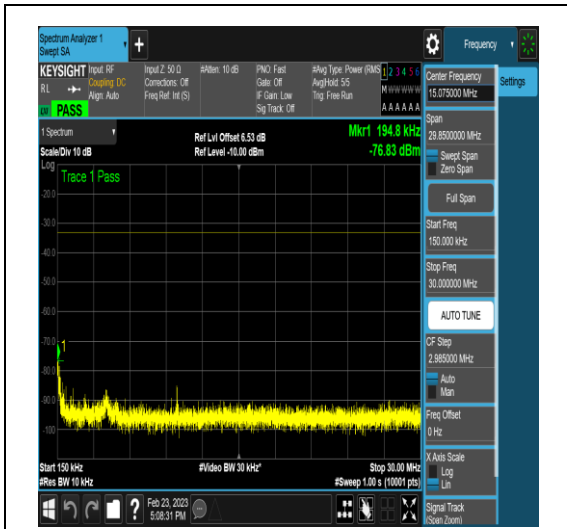 Spectrum Analyzer 1
Swept SA
+
Frequency
KEYSIGHT
RL
PASS
Input: RF
Coupling: DC
Align: Auto
Input Z: 50 Ω
Corrections: Off
Freq Ref: Int (S)
#Atten: 10 dB
PNO: Fast
Gate: Off
IF Gain: Low
Sig Track: Off
#Avg Type: Power (RMS
Avg|Hold: 5/5
Trig: Free Run
1 2 3 4 5 6
M W W W W W
A A A A A A
1 Spectrum
Scale/Div 10 dB
Ref Lvl Offset 6.53 dB
Ref Level -10.00 dBm
Mkr1 194.8 kHz
-76.83 dBm
Log
Trace 1 Pass
-20.0
-30.0
-40.0
-50.0
-60.0
-70.0
-80.0
-90.0
-100
1
Start 150 kHz
#Res BW 10 kHz
#Video BW 30 kHz*
Stop 30.00 MHz
#Sweep 1.00 s (10001 pts)
Feb 23, 2023
5:08:31 PM
Center Frequency
15.075000 MHz
Settings
Span
29.8500000 MHz
Swept Span
Zero Span
Full Span
Start Freq
150.000 kHz
Stop Freq
30.000000 MHz
AUTO TUNE
CF Step
2.985000 MHz
Auto
Man
Freq Offset
0 Hz
X Axis Scale
Log
Lin
Signal Track
(Span Zoom)